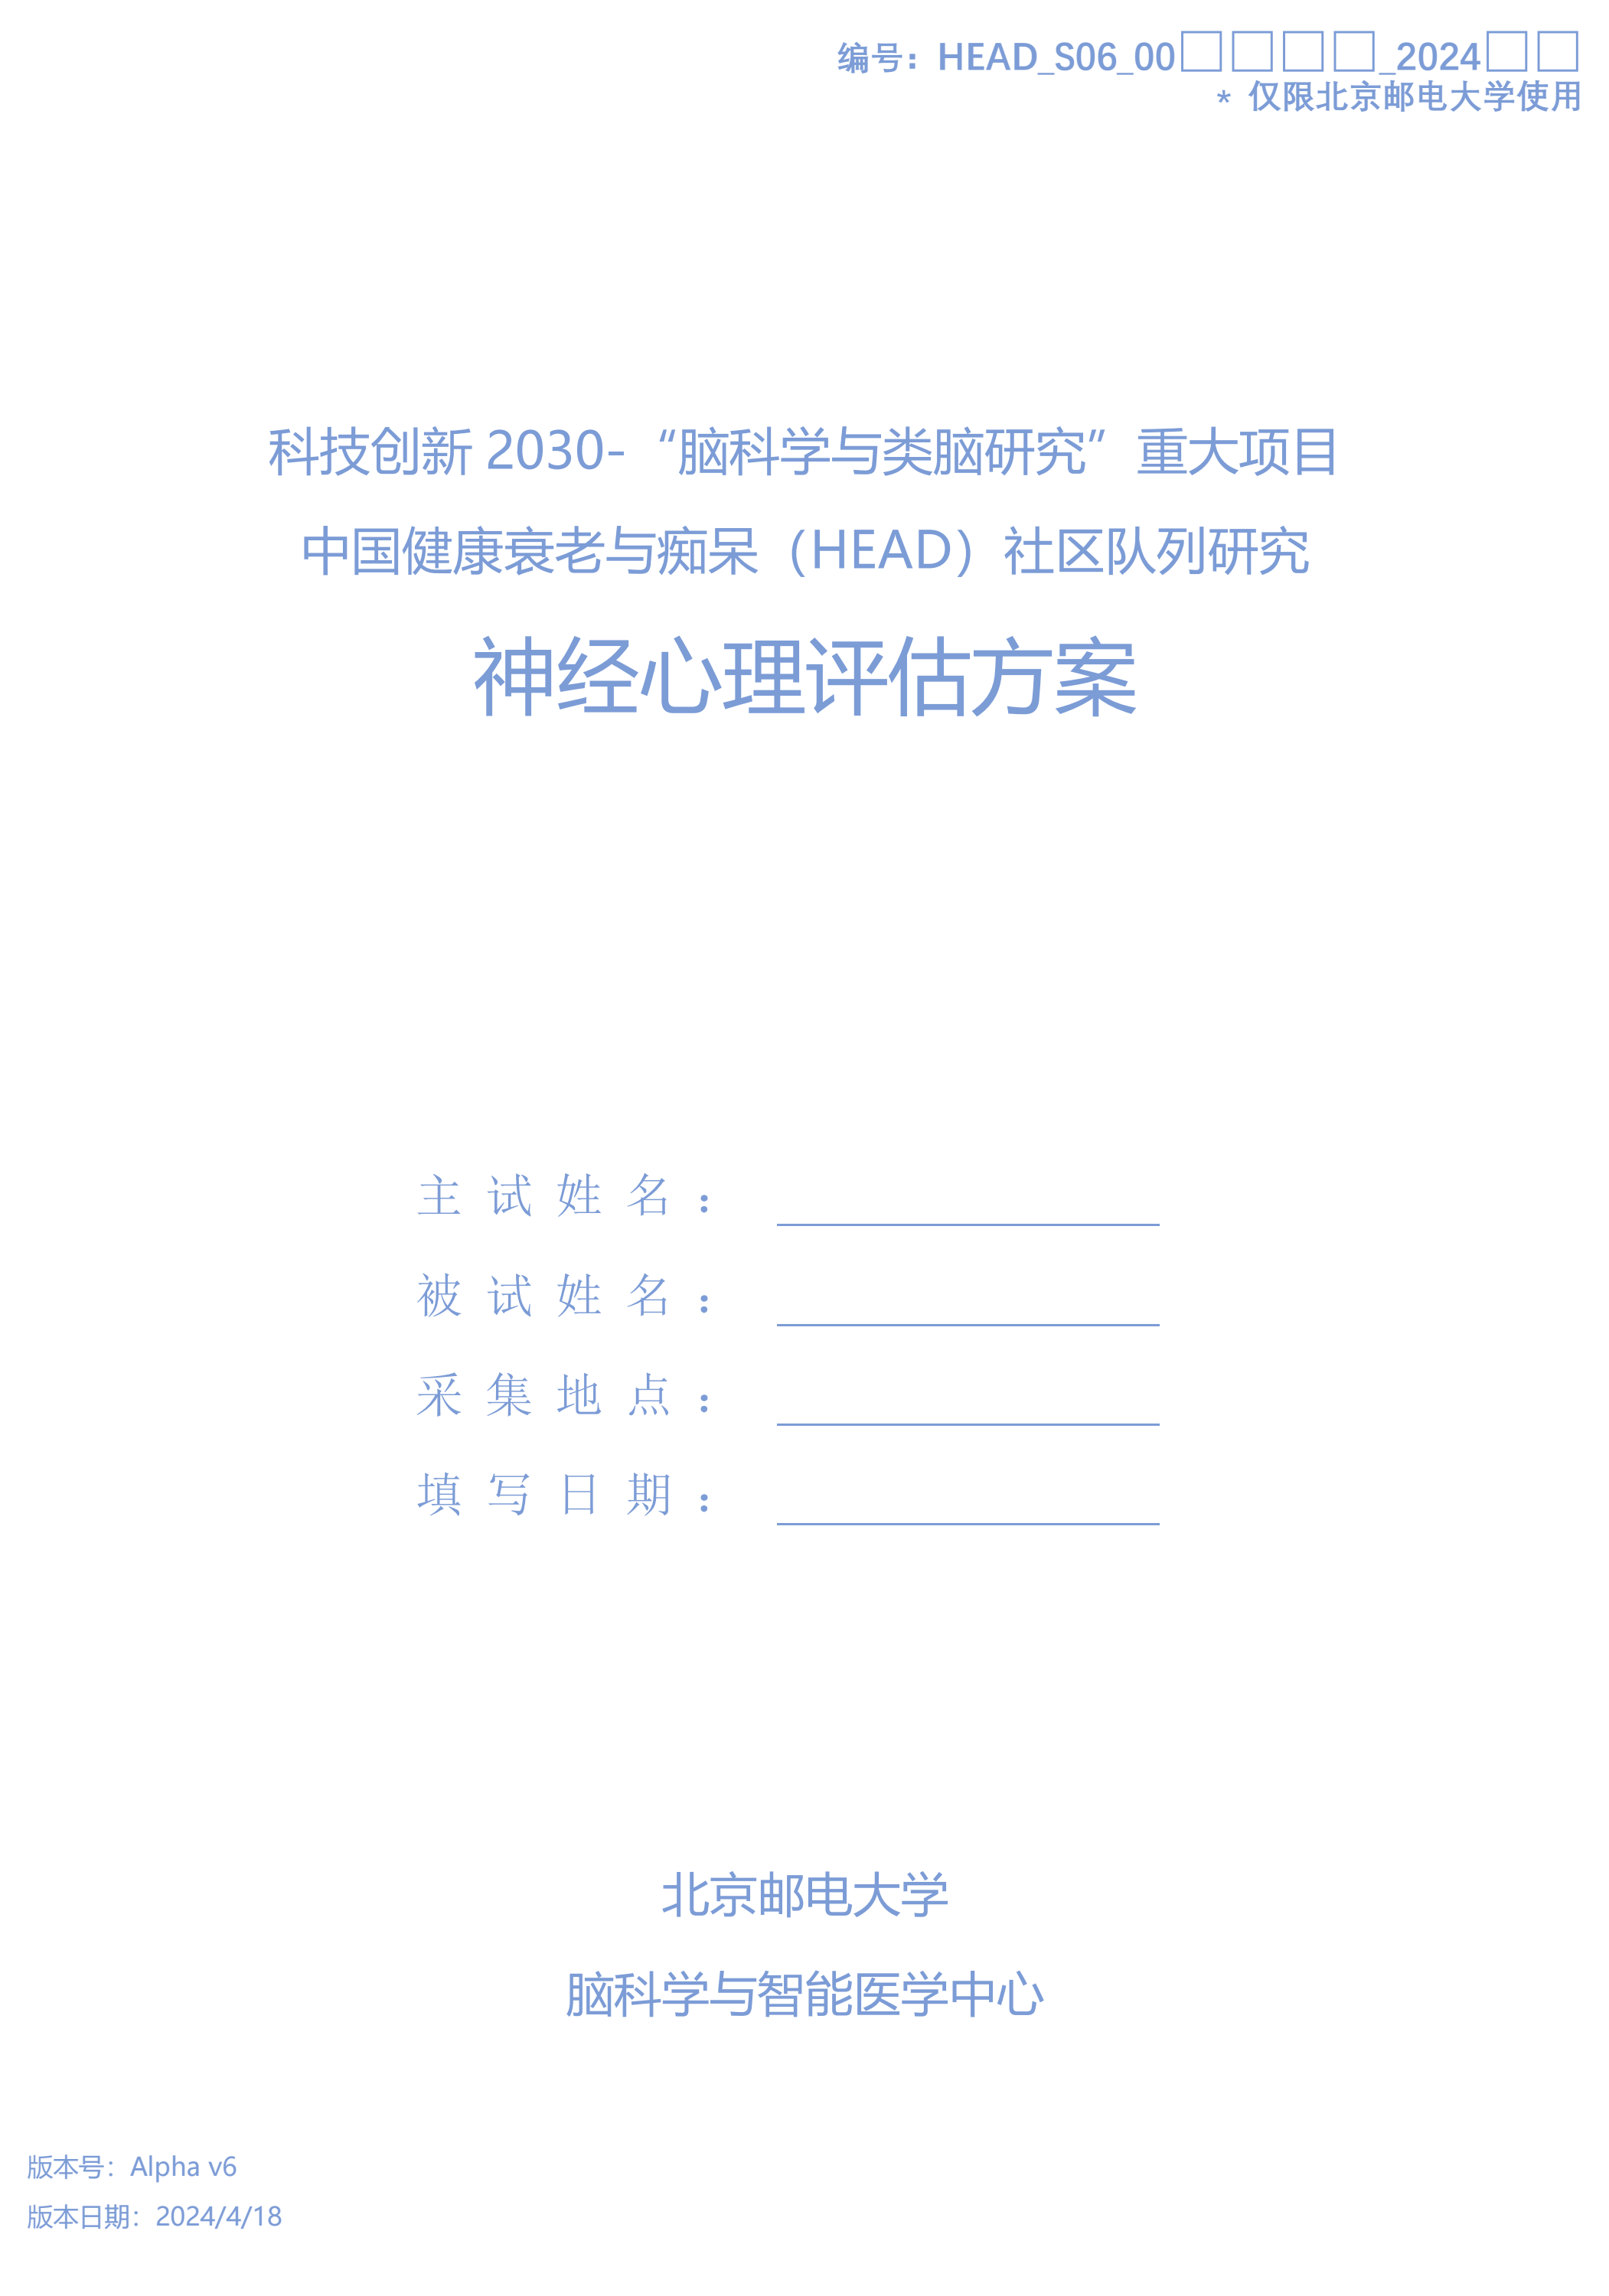 编号：HEAD_S06_00□□□□_2024□□
* 仅限北京邮电大学使用
科技创新 2030-“脑科学与类脑研究”重大项目
中国健康衰老与痴呆（HEAD）社区队列研究
神经心理评估方案
主试姓名：
被试姓名：
采集地点：
填写日期：
北京邮电大学
脑科学与智能医学中心
版本号：Alpha v6
版本日期：2024/4/18